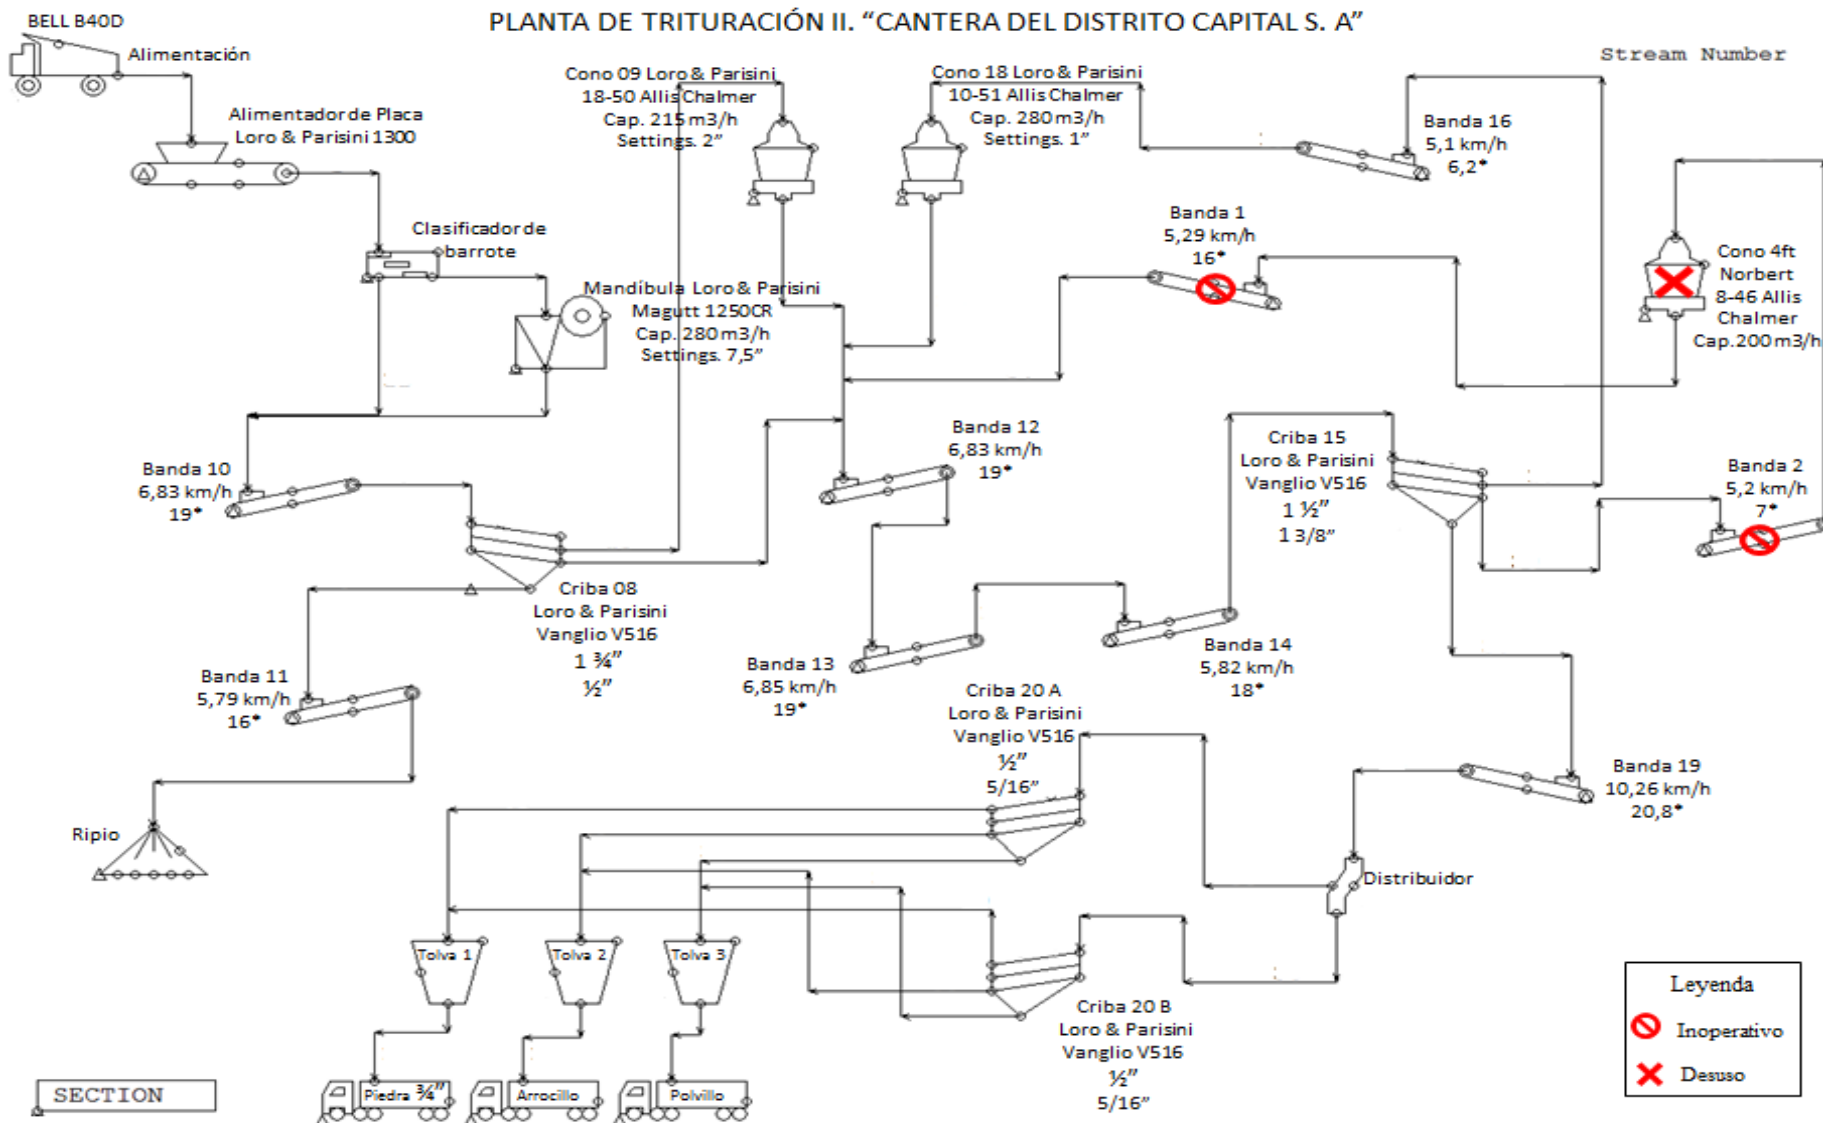 PLANTA DE TRITURACIÓN II. “CANTERA DEL DISTRITO CAPITAL S. A”
BELL B40D
Alimentación
Stream Number
Alimentador de Placa
Loro & Parisini 1300
Cono 09 Loro & Parisini
18-50 Allis Chalmer
Cap. 215 m3/h
Settings. 2”
Cono 18 Loro & Parisini
10-51 Allis Chalmer
Cap. 280 m3/h
Settings. 1”
Banda 16
5,1 km/h
6,2*
Clasificador de
barrote
Banda 1
5,29 km/h
16*
Cono 4ft
Norbert
8-46 Allis
Chalmer
Cap.200 m3/h
Mandíbula Loro & Parisini
Magutt 1250CR
Cap. 280 m3/h
Settings. 7,5”
Banda 10
6,83 km/h
19*
Banda 12
6,83 km/h
19*
Criba 15
Loro & Parisini
Vanglio V516
1 ½”
1 3/8”
Banda 2
5,2 km/h
7*
Criba 08
Loro & Parisini
Vanglio V516
1 ¾”
½”
Banda 11
5,79 km/h
16*
Banda 13
6,85 km/h
19*
Banda 14
5,82 km/h
18*
Criba 20 A
Loro & Parisini
Vanglio V516
½”
5/16”
Banda 19
10,26 km/h
20,8*
Ripio
Distribuidor
Tolva 1
Tolva 2
Tolva 3
Criba 20 B
Loro & Parisini
Vanglio V516
½”
5/16”
Leyenda
Inoperativo
Desuso
SECTION
Piedra ¾”
Arrocillo
Polvillo